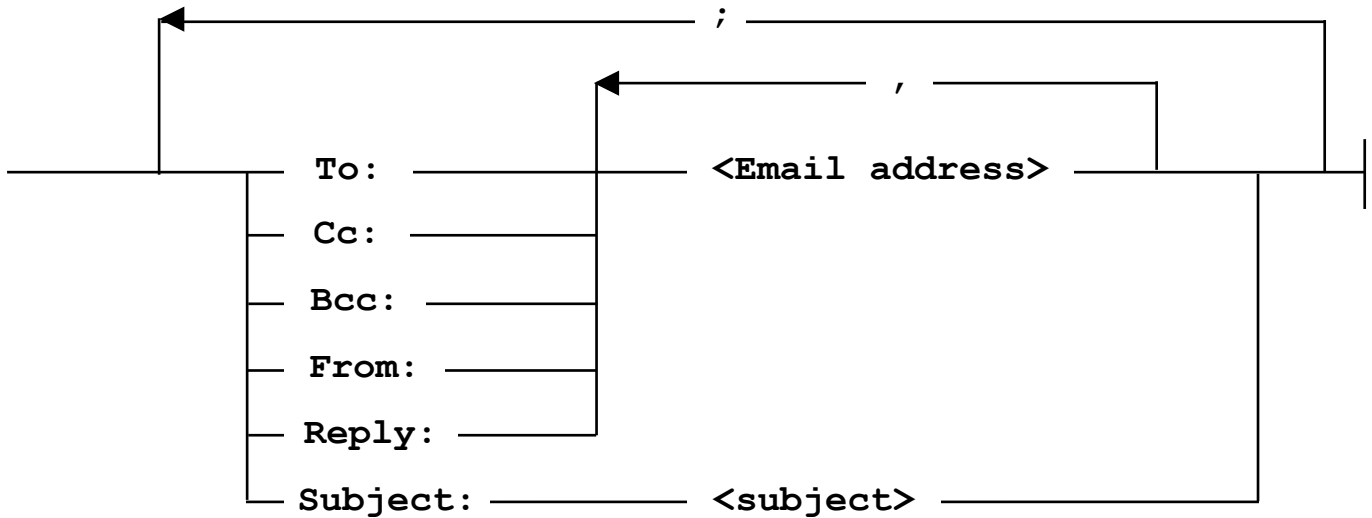 ;
,
To: <Email address>
Cc:
Bcc:
From:
Reply:
Subject: <subject>